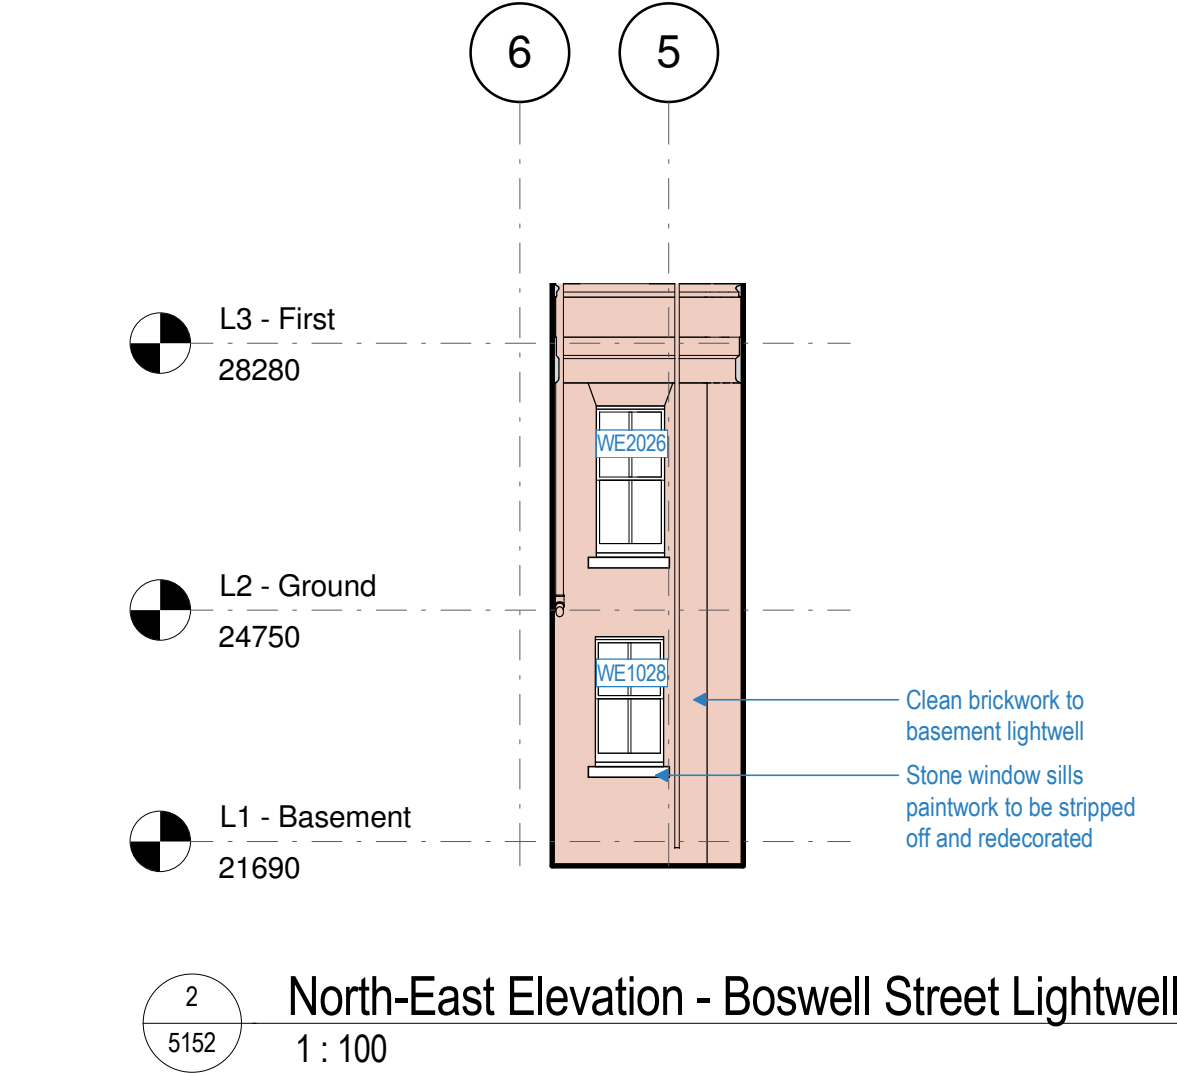 6
5
L3 - First
28280
WE2026
L2 - Ground
24750
WE1028
Clean brickwork to
basement lightwell
Stone window sills
paintwork to be stripped
off and redecorated
L1 - Basement
21690
2
5152
North-East Elevation - Boswell Street Lightwell
1 : 100